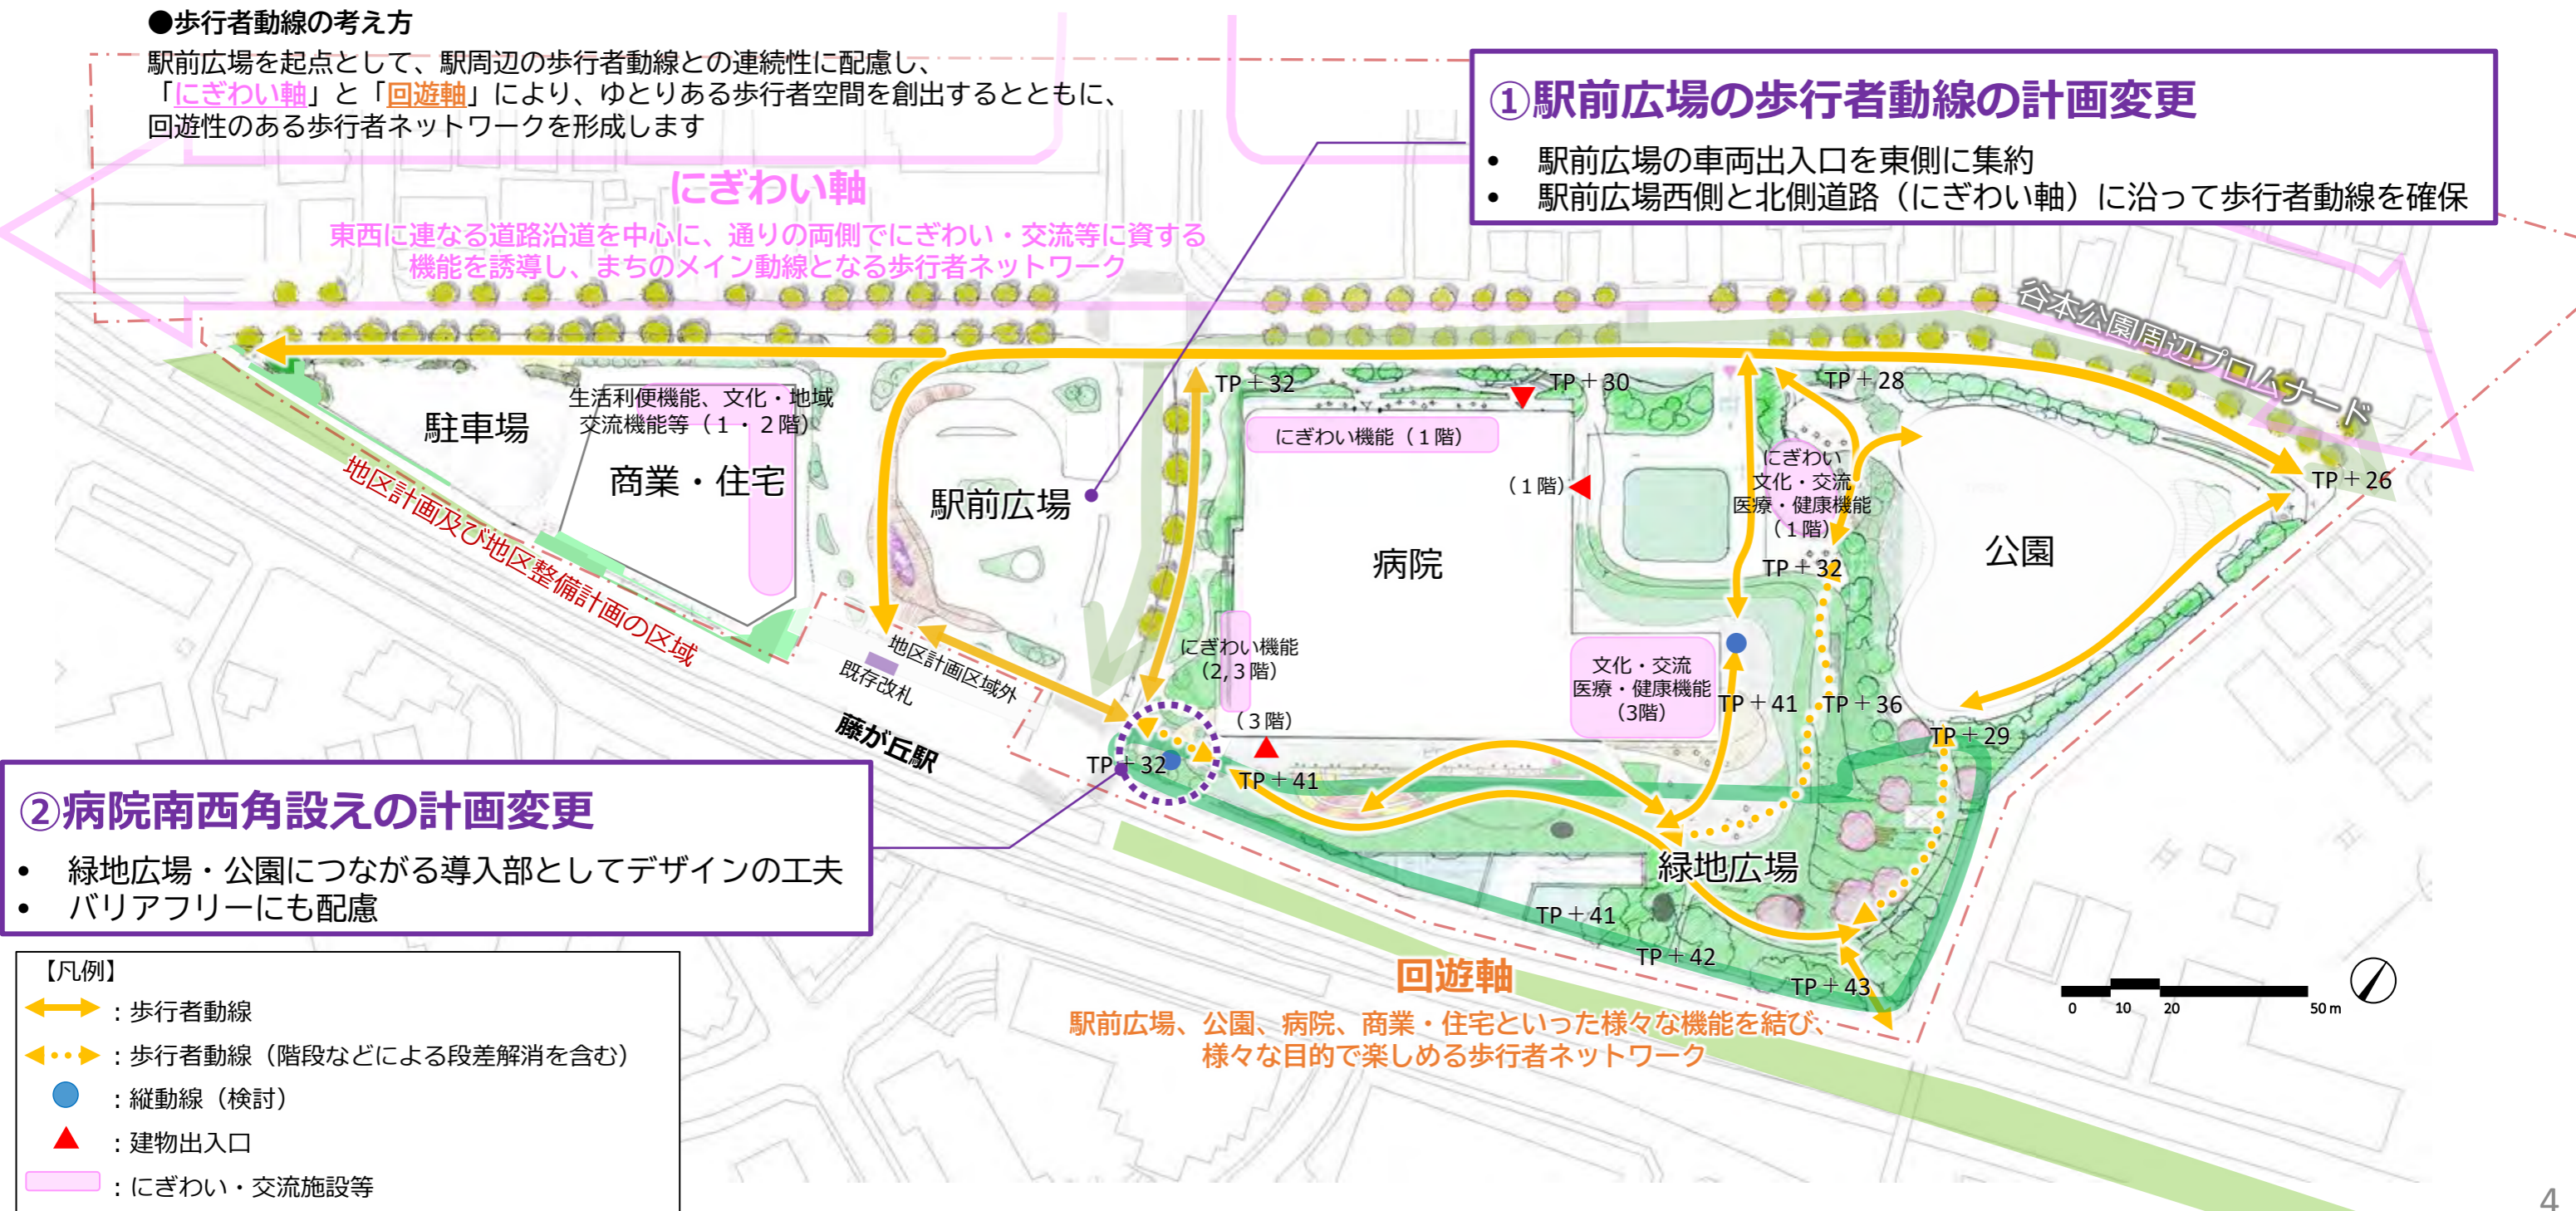 ●歩行者動線の考え方
駅前広場を起点として、駅周辺の歩行者動線との連続性に配慮し、
「にぎわい軸」と「回遊軸」により、ゆとりある歩行者空間を創出するとともに、
回遊性のある歩行者ネットワークを形成します
①駅前広場の歩行者動線の計画変更
• 駅前広場の車両出入口を東側に集約
• 駅前広場西側と北側道路（にぎわい軸）に沿って歩行者動線を確保
にぎわい軸
東西に連なる道路沿道を中心に、通りの両側でにぎわい・交流等に資する
機能を誘導し、まちのメイン動線となる歩行者ネットワーク
谷本公園周辺プロムナード
TP＋32
TP＋30
TP＋28
TP＋26
駐車場
生活利便機能、文化・地域
交流機能等（１・２階）
商業・住宅
駅前広場
にぎわい機能（１階）
（１階）
病院
にぎわい
文化・交流
医療・健康機能
（１階）
TP＋32
公園
地区計画及び地区整備計画の区域
地区計画区域外
既存改札
藤が丘駅
にぎわい機能
（2,３階）
（３階）
文化・交流
医療・健康機能
（3階）
TP＋41
TP＋36
TP＋29
TP＋32
TP＋41
緑地広場
TP＋41
TP＋42
TP＋43
②病院南西角設えの計画変更
• 緑地広場・公園につながる導入部としてデザインの工夫
• バリアフリーにも配慮
回遊軸
駅前広場、公園、病院、商業・住宅といった様々な機能を結び、
様々な目的で楽しめる歩行者ネットワーク
0 10 20 50 m
【凡例】
：歩行者動線
：歩行者動線（階段などによる段差解消を含む）
：縦動線（検討）
：建物出入口
：にぎわい・交流施設等
4